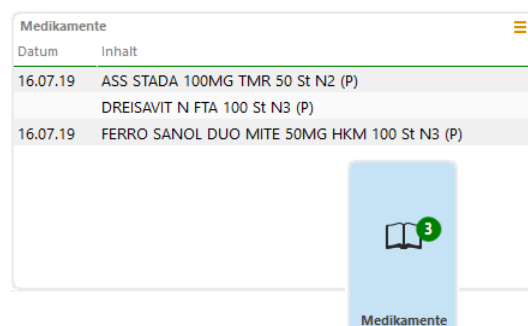 Medikamente
Datum Inhalt
16.07.19 ASS STADA 100MG TMR 50 St N2 (P)
DREISAVIT N FTA 100 St N3 (P)
16.07.19 FERRO SANOL DUO MITE 50MG HKM 100 St N3 (P)
3
Medikamente